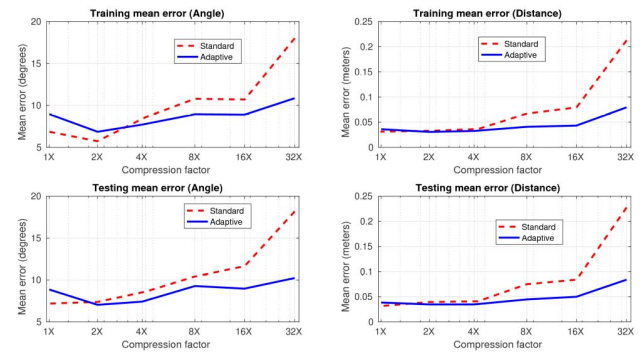 Training mean error (Angle)
20
15
10
5
Mean error (degrees)
Standard
Adaptive
1X 2X 4X 8X 16X 32X
Compression factor
Training mean error (Distance)
0.25
0.2
0.15
0.1
0.05
0
Mean error (meters)
Standard
Adaptive
1X 2X 4X 8X 16X 32X
Compression factor
Testing mean error (Angle)
20
15
10
5
Mean error (degrees)
Standard
Adaptive
1X 2X 4X 8X 16X 32X
Compression factor
Testing mean error (Distance)
0.25
0.2
0.15
0.1
0.05
0
Mean error (meters)
Standard
Adaptive
1X 2X 4X 8X 16X 32X
Compression factor